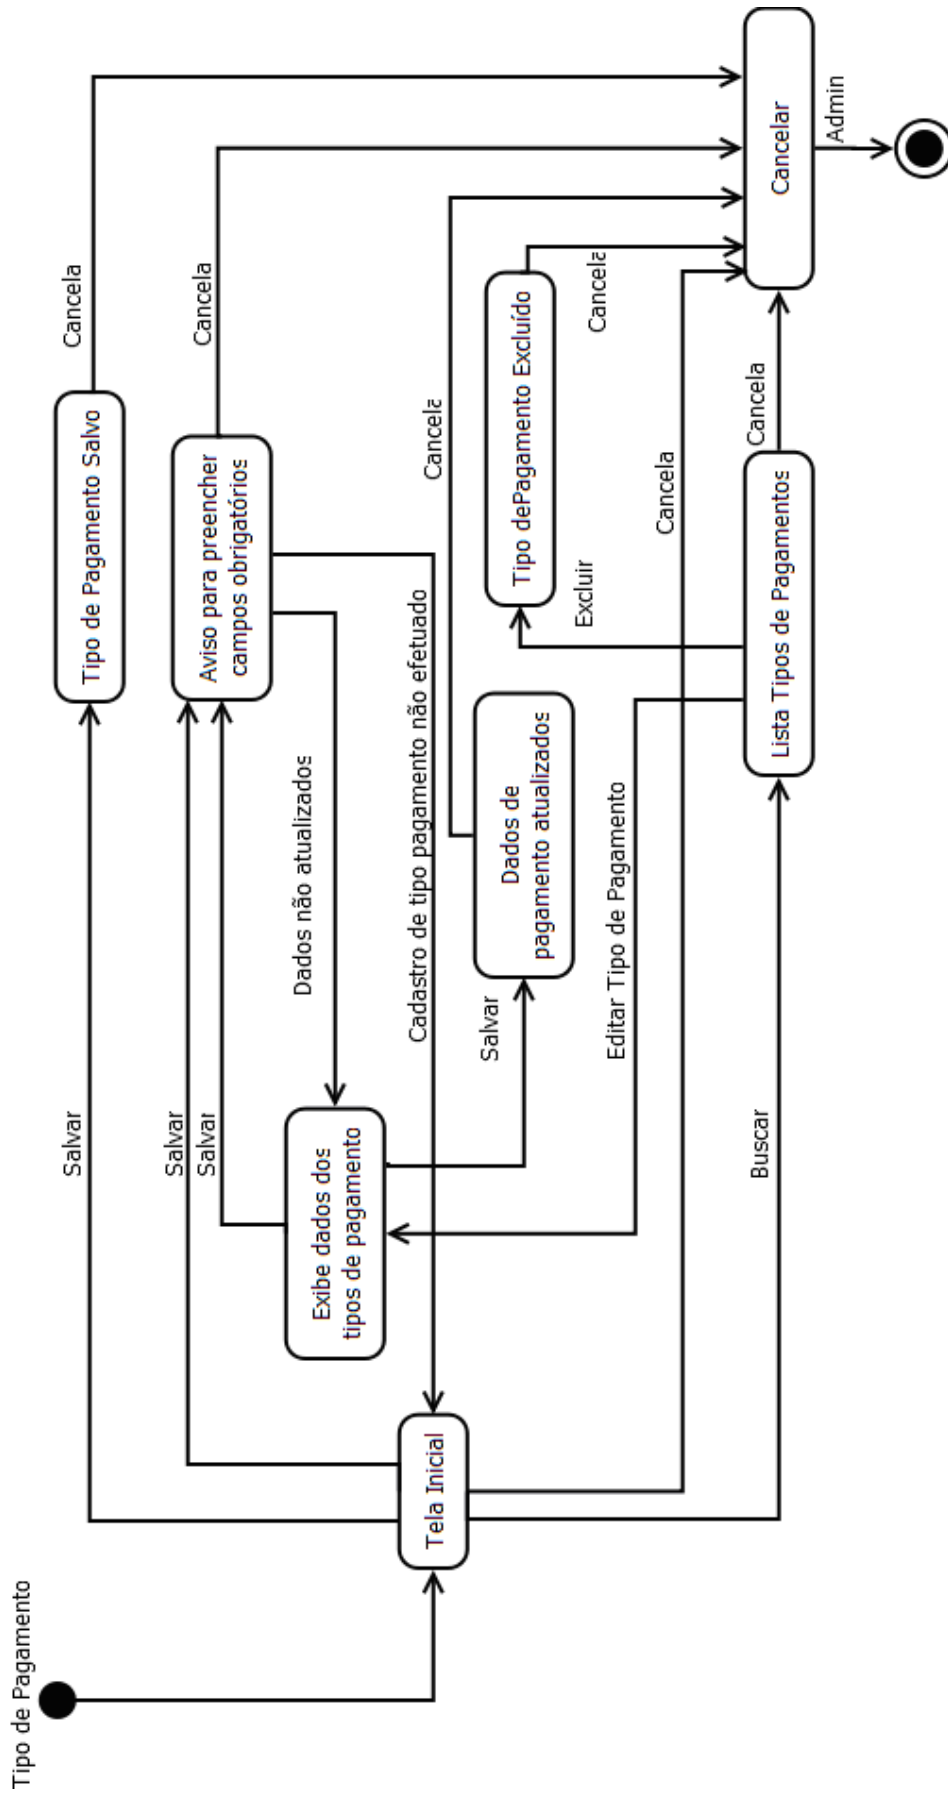 Tipo de Pagamento
Tela Inicial
Salvar
Salvar
Salvar
Exibe dados dos
tipos de pagamento
Tipo de Pagamento Salvo
Aviso para preencher
campos obrigatórios
Dados não atualizados
Cadastro de tipo pagamento não efetuado
Salvar
Dados de
pagamento atualizados
Editar Tipo de Pagamento
Buscar
Lista Tipos de Pagamentos
Excluir
Tipo dePagamento Excluído
Cancela
Cancela
Cancela
Cancela
Cancela
Cancela
Cancelar
Admin